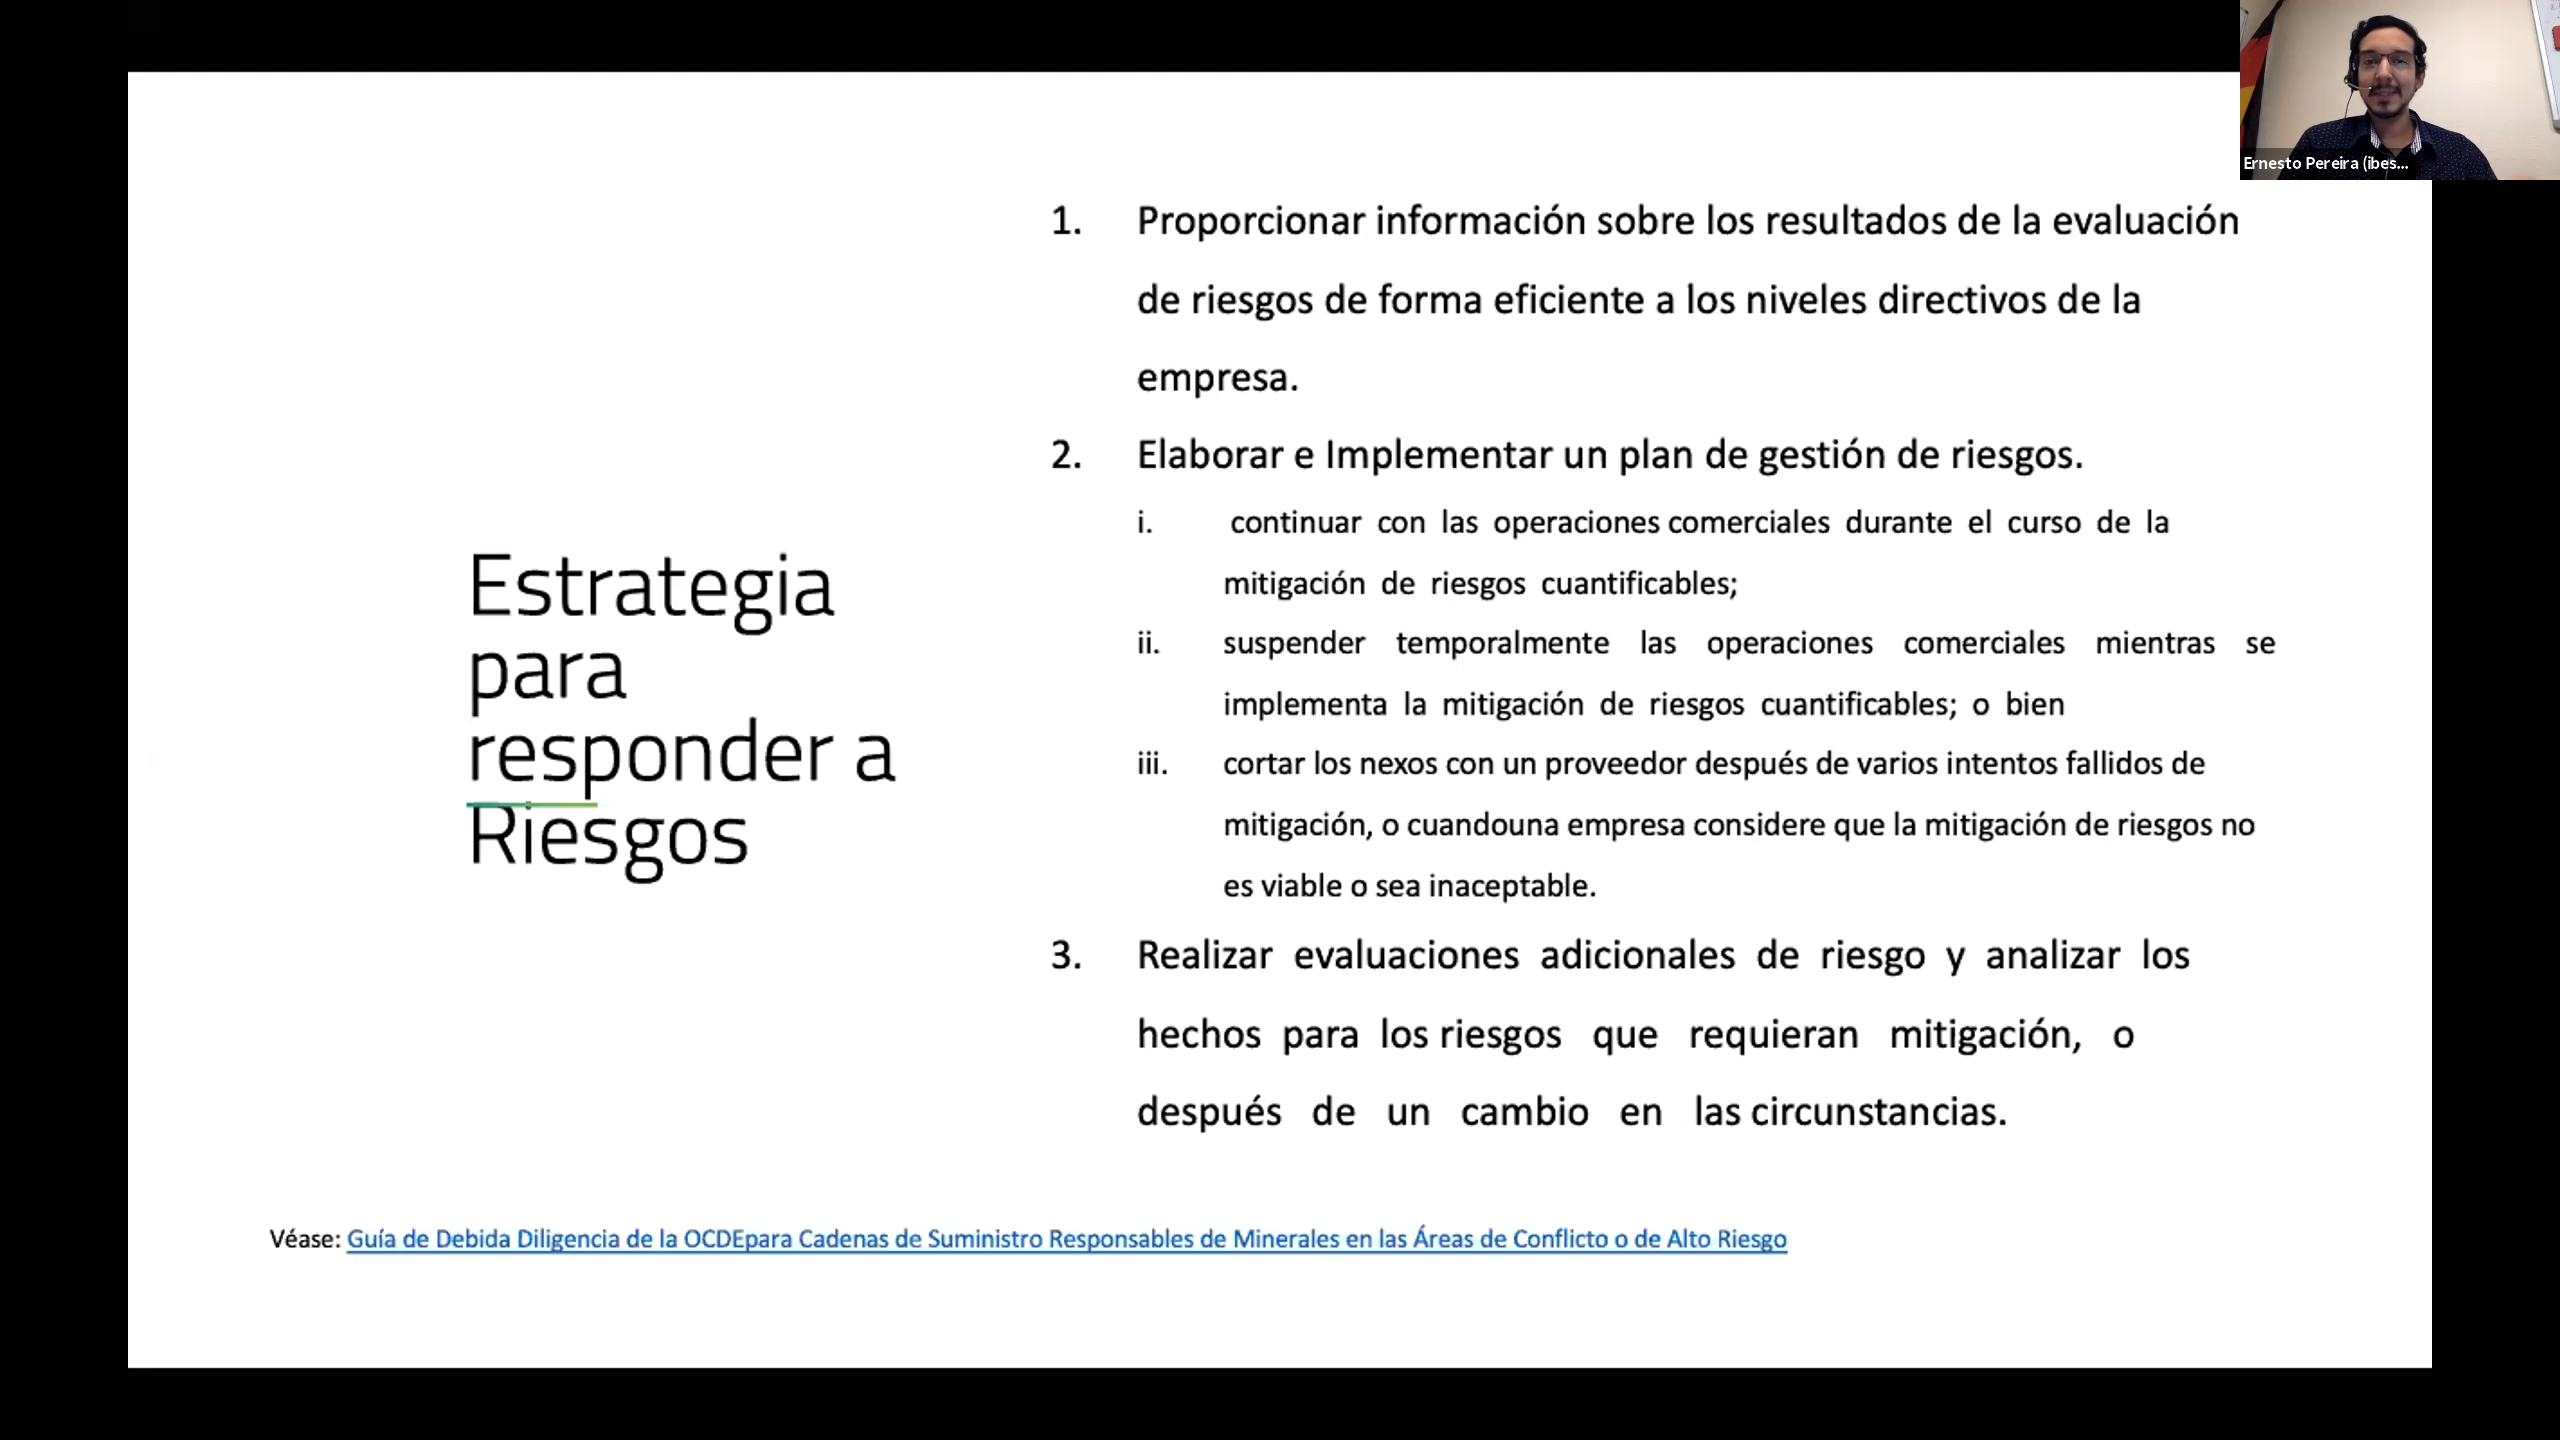 Ernesto Pereira (ibes...
Estrategia
para
responder a
Riesgos
1. Proporcionar información sobre los resultados de la evaluación
de riesgos de forma eficiente a los niveles directivos de la
empresa.
2. Elaborar e Implementar un plan de gestión de riesgos.
i. continuar con las operaciones comerciales durante el curso de la
mitigación de riesgos cuantificables;
ii. suspender temporalmente las operaciones comerciales mientras se
implementa la mitigación de riesgos cuantificables; o bien
iii. cortar los nexos con un proveedor después de varios intentos fallidos de
mitigación, o cuandouna empresa considere que la mitigación de riesgos no
es viable o sea inaceptable.
3. Realizar evaluaciones adicionales de riesgo y analizar los
hechos para los riesgos que requieran mitigación, o
después de un cambio en las circunstancias.
Véase: Guía de Debida Diligencia de la OCDEpara Cadenas de Suministro Responsables de Minerales en las Áreas de Conflicto o de Alto Riesgo